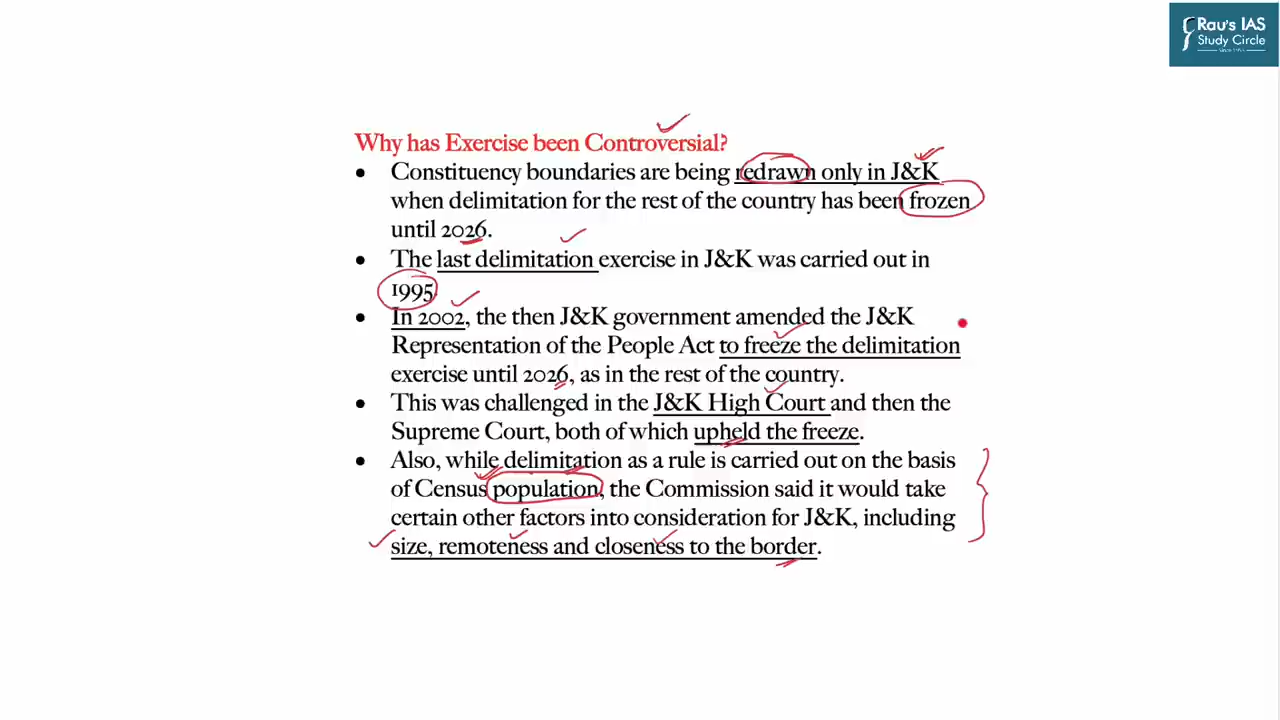 Rau's IAS
Study Circle
Why has Exercise been Controversial?
• Constituency boundaries are being redrawn only in J&K
when delimitation for the rest of the country has been frozen
until 2026.
• The last delimitation exercise in J&K was carried out in
1995.
• In 2002, the then J&K government amended the J&K
Representation of the People Act to freeze the delimitation
exercise until 2026, as in the rest of the country.
• This was challenged in the J&K High Court and then the
Supreme Court, both of which upheld the freeze.
• Also, while delimitation as a rule is carried out on the basis
of Census population, the Commission said it would take
certain other factors into consideration for J&K, including
size, remoteness and closeness to the border.